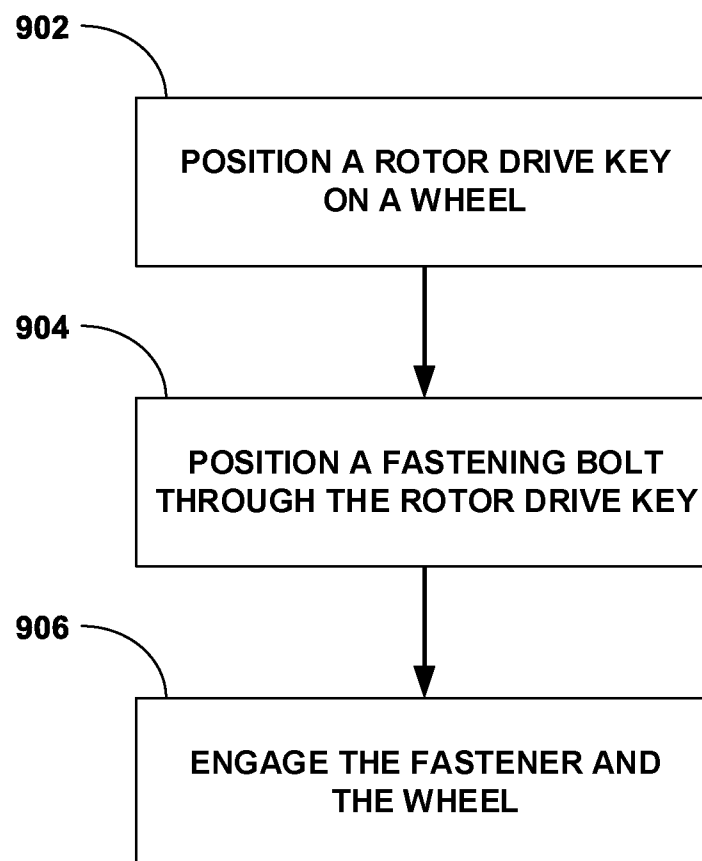 902
POSITION A ROTOR DRIVE KEY
ON A WHEEL
904
POSITION A FASTENING BOLT
THROUGH THE ROTOR DRIVE KEY
906
ENGAGE THE FASTENER AND
THE WHEEL